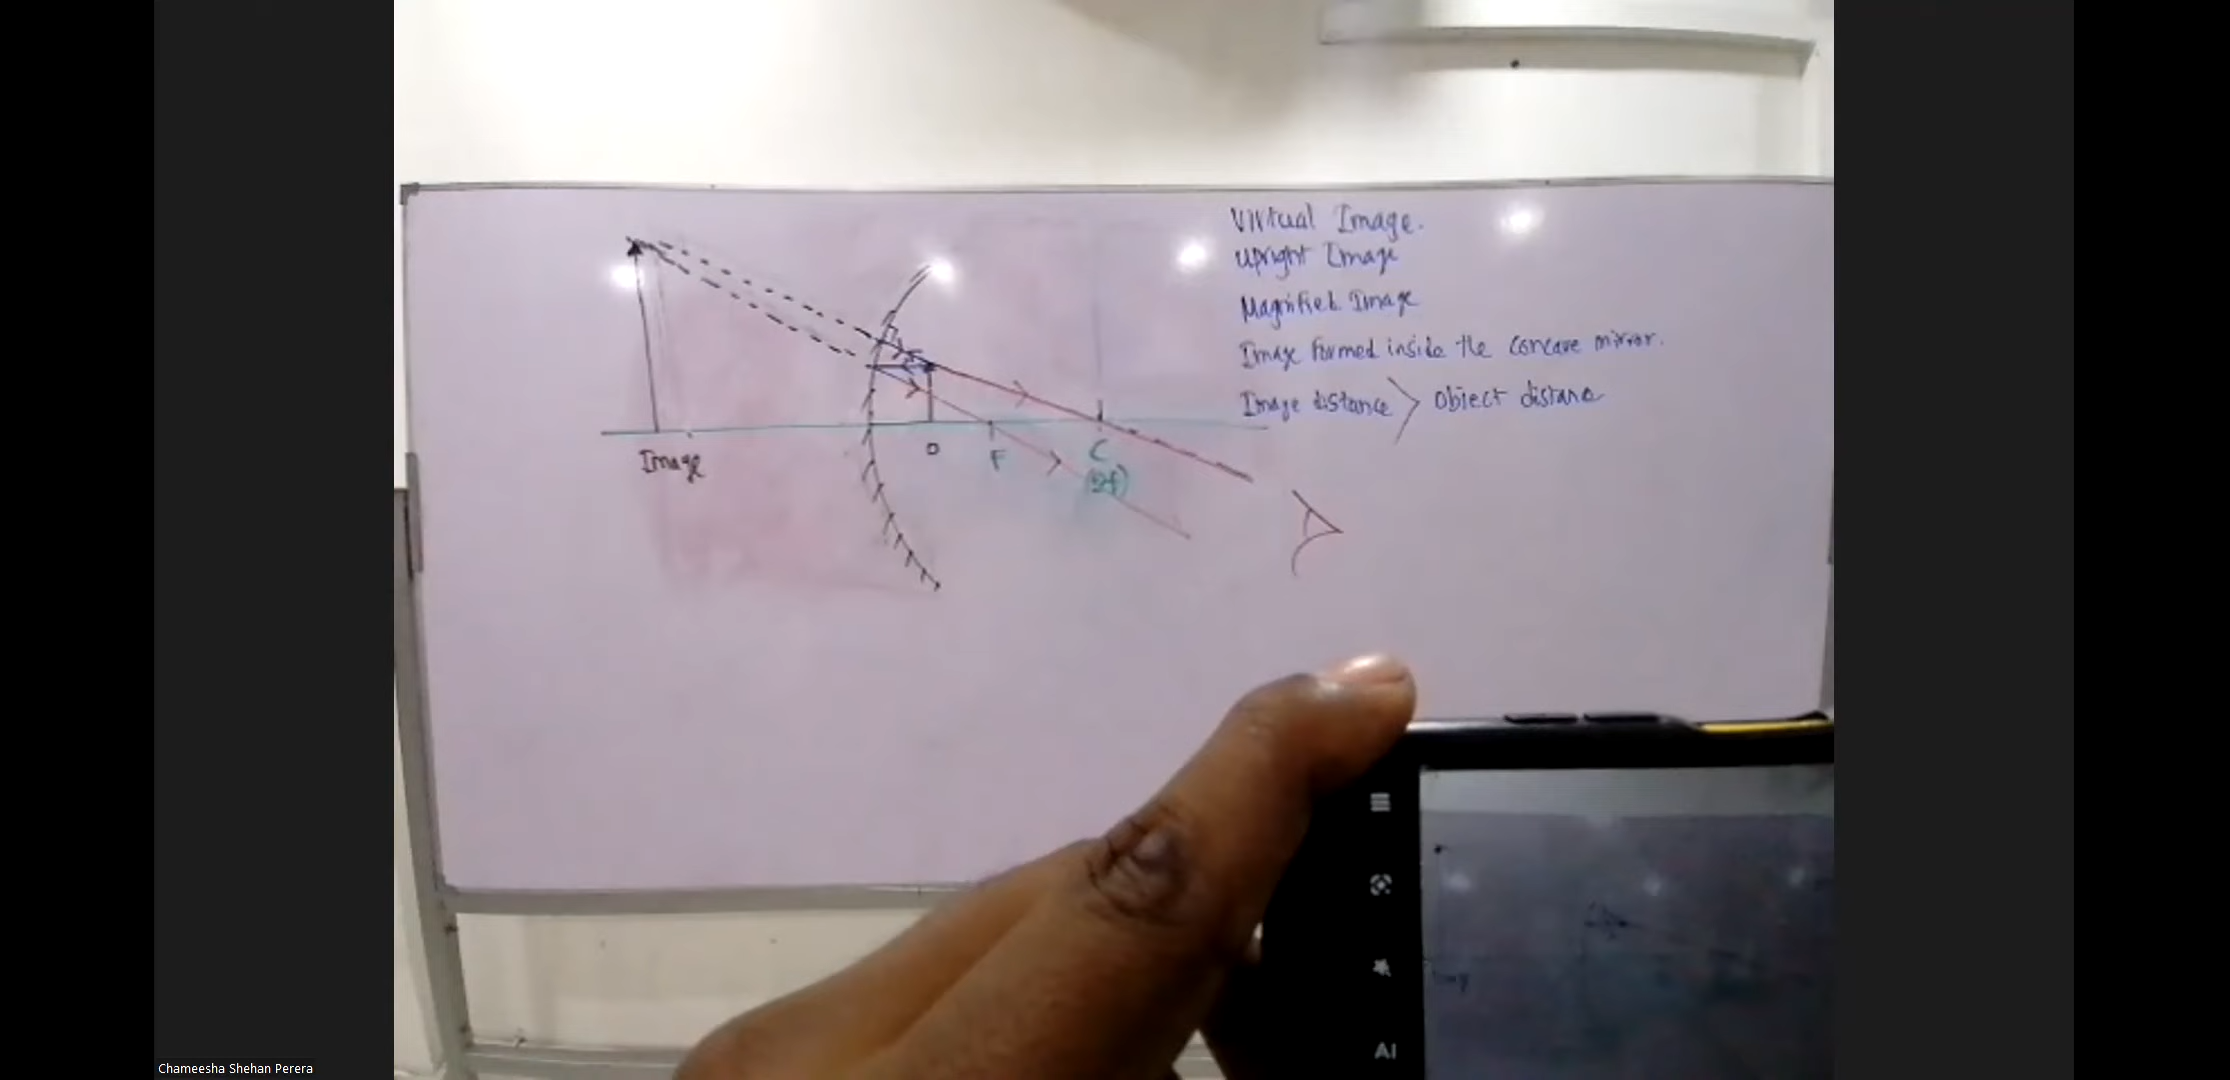 Virtual Image.
Upright Image
Magnified Image
Image formed inside the concave mirror.
Image distance > Object distance
O
F
C
(2f)
Image
AI
Chameesha Shehan Perera